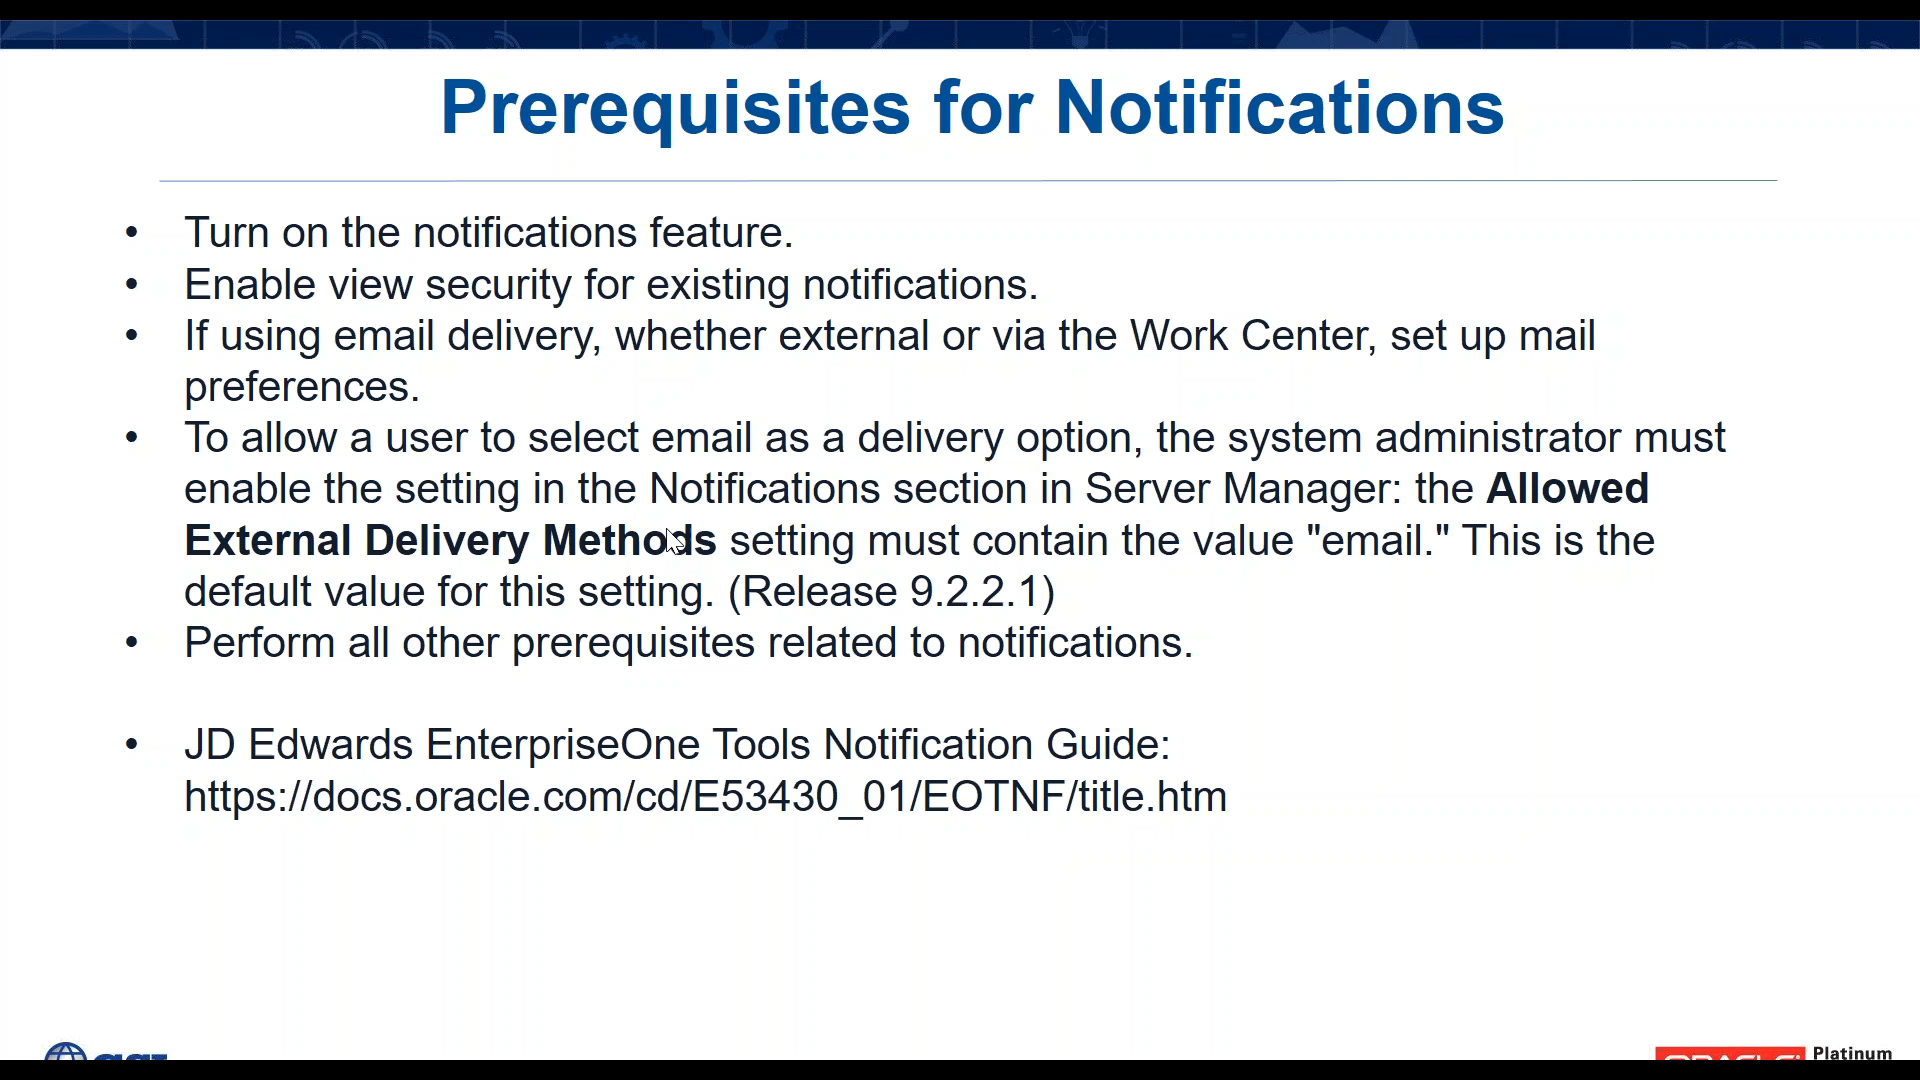 Prerequisites for Notifications
• Turn on the notifications feature.
• Enable view security for existing notifications.
• If using email delivery, whether external or via the Work Center, set up mail
preferences.
• To allow a user to select email as a delivery option, the system administrator must
enable the setting in the Notifications section in Server Manager: the Allowed
External Delivery Methods setting must contain the value "email." This is the
default value for this setting. (Release 9.2.2.1)
• Perform all other prerequisites related to notifications.
• JD Edwards EnterpriseOne Tools Notification Guide:
https://docs.oracle.com/cd/E53430_01/EOTNF/title.htm
ORACLE Platinum